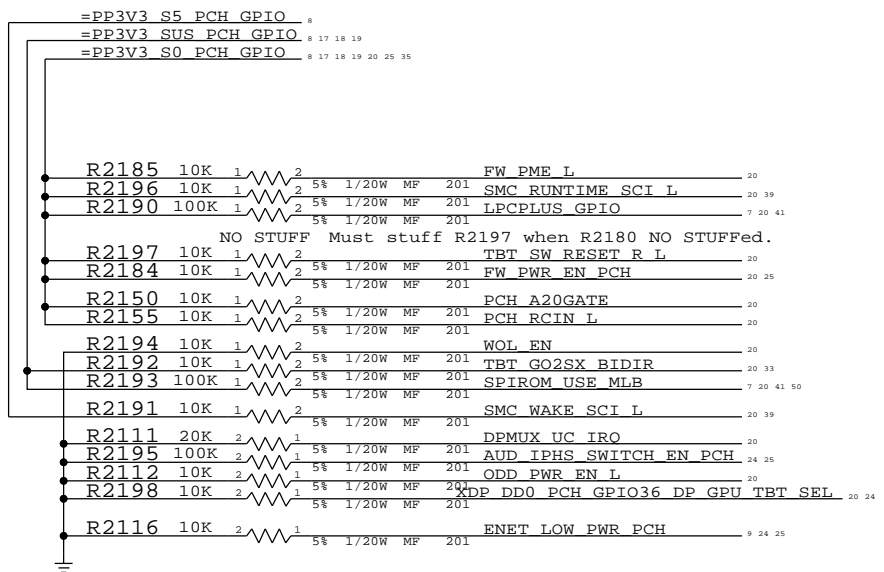 =PP3V3_S5_PCH_GPIO 8
=PP3V3_SUS_PCH_GPIO 8 17 18 19
=PP3V3_S0_PCH_GPIO 8 17 18 19 20 25 35
R2185 10K 1 2 5% 1/20W MF 201 FW_PME_L 20
R2196 10K 1 2 5% 1/20W MF 201 SMC_RUNTIME_SCI_L 20 39
R2190 100K 1 2 5% 1/20W MF 201 LPCPLUS_GPIO 7 20 41
NO STUFF Must stuff R2197 when R2180 NO STUFFed.
R2197 10K 1 2 5% 1/20W MF 201 TBT_SW_RESET_R_L 20
R2184 10K 1 2 5% 1/20W MF 201 FW_PWR_EN_PCH 20 25
R2150 10K 1 2 5% 1/20W MF 201 PCH_A20GATE 20
R2155 10K 1 2 5% 1/20W MF 201 PCH_RCIN_L 20
R2194 10K 1 2 5% 1/20W MF 201 WOL_EN 20
R2192 10K 1 2 5% 1/20W MF 201 TBT_GO2SX_BIDIR 20 33
R2193 100K 1 2 5% 1/20W MF 201 SPIROM_USE_MLB 7 20 41 50
R2191 10K 1 2 5% 1/20W MF 201 SMC_WAKE_SCI_L 20 39
R2111 20K 2 1 5% 1/20W MF 201 DPMUX_UC_IRQ 20
R2195 100K 2 1 5% 1/20W MF 201 AUD_IPHS_SWITCH_EN_PCH 24 25
R2112 10K 2 1 5% 1/20W MF 201 ODD_PWR_EN_L 20
R2198 10K 2 1 5% 1/20W MF 201 XDP_DD0_PCH_GPIO36_DP_GPU_TBT_SEL 20 24
R2116 10K 2 1 5% 1/20W MF 201 ENET_LOW_PWR_PCH 9 24 25